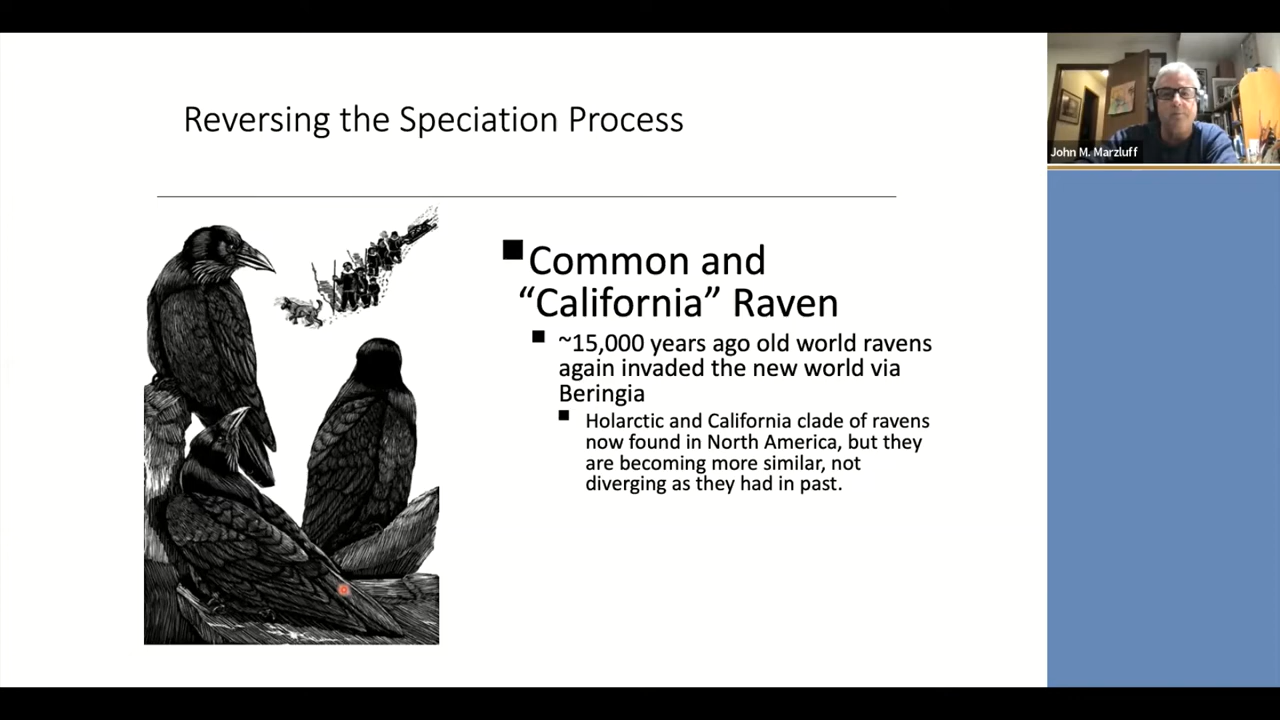 Reversing the Speciation Process
Common and
“California” Raven
~15,000 years ago old world ravens
again invaded the new world via
Beringia
Holarctic and California clade of ravens
now found in North America, but they
are becoming more similar, not
diverging as they had in past.
John M. Marzluff